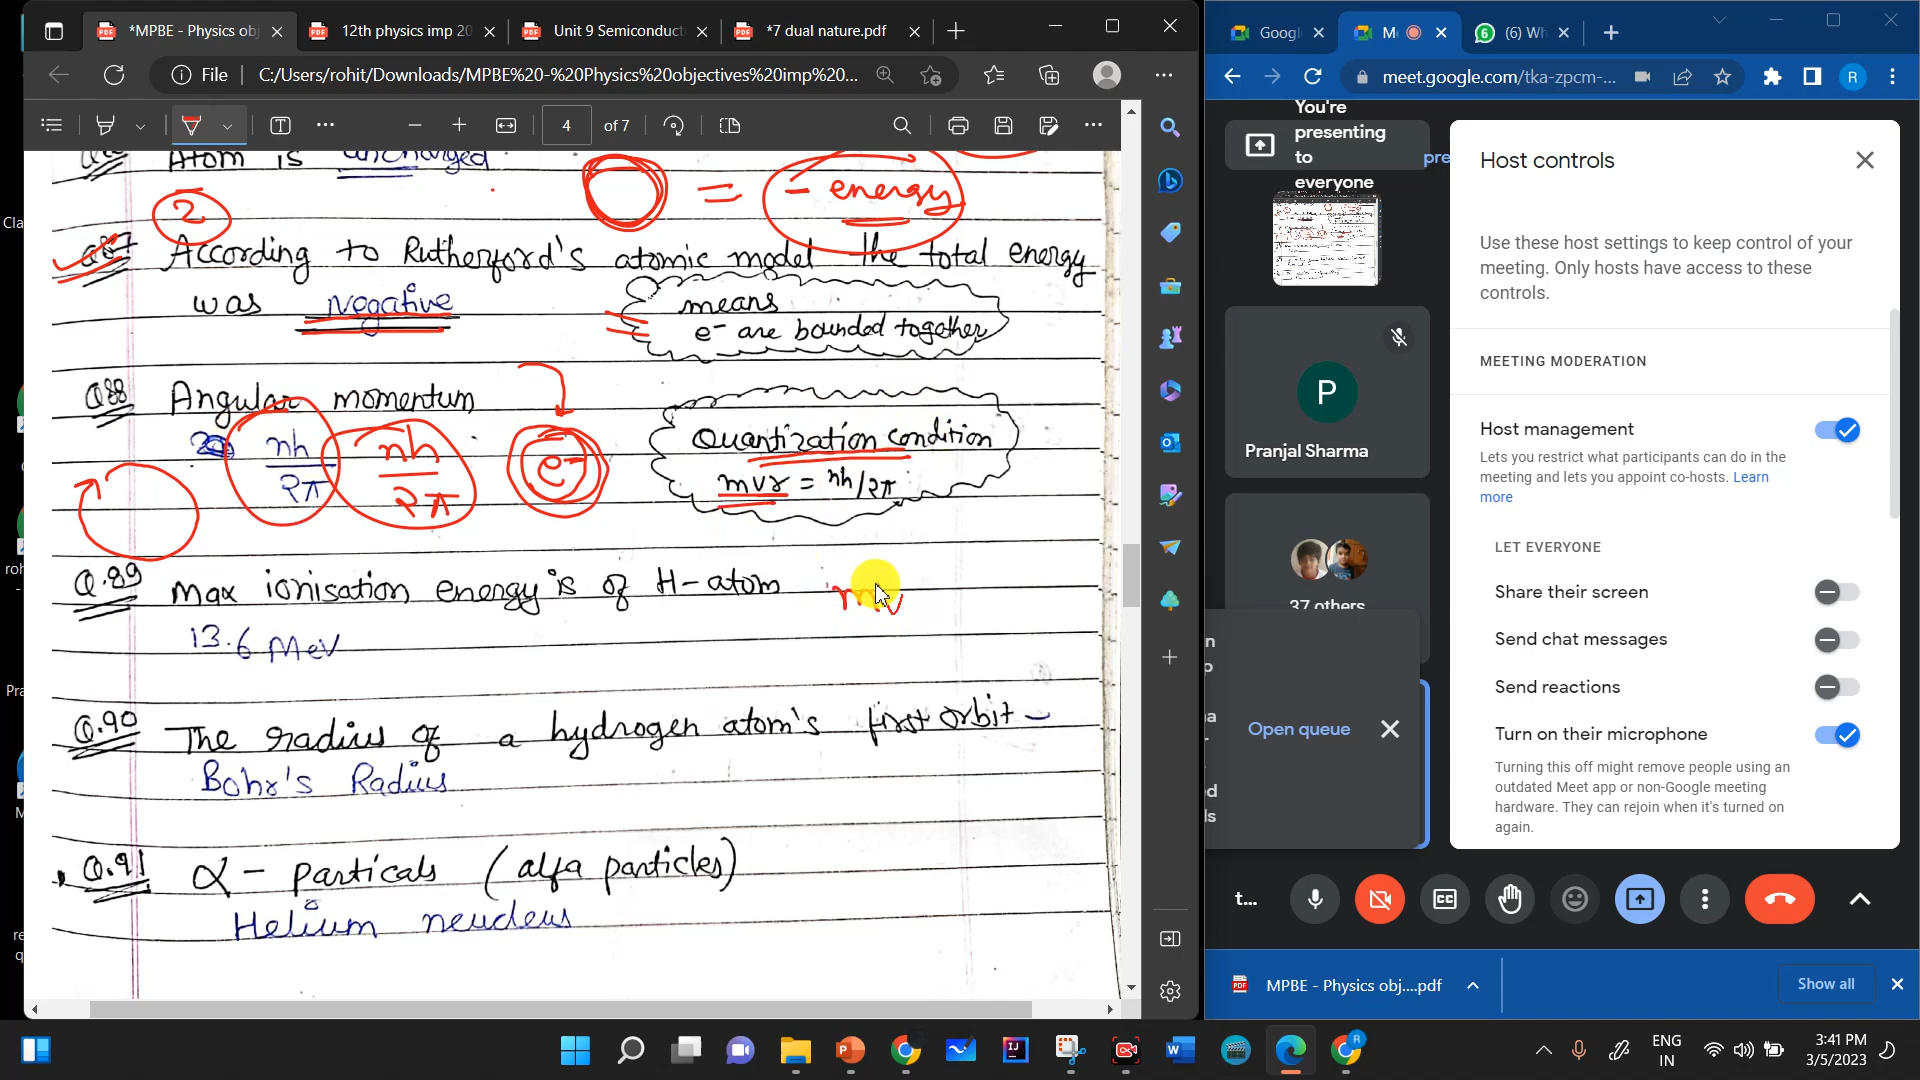 *MPBE - Physics obj
12th physics imp 20
Unit 9 Semiconduct
*7 dual nature.pdf
File
C:/Users/rohit/Downloads/MPBE%20-%20Physics%20objectives%20imp%20...
4
of 7
Atom is uncharged
= - energy
2
Q87 According to Rutherford's atomic model the total energy
was Negative
means
e- are bounded together
Q88 Angular momentum
nh/2π
nh/2π
e-
Quantization condition
mvr = nh/2π
Q.89 Max ionisation energy is of H-atom mv
13.6 MeV
Q.90 The radius of a hydrogen atom's first orbit -
Bohr's Radius
Q.91 α - particals (alfa particles)
Helium neucleus
Google
Me
(6) Wh
meet.google.com/tka-zpcm-...
R
You're
presenting
to
everyone
pre
P
Pranjal Sharma
37 others
Open queue
Host controls
Use these host settings to keep control of your
meeting. Only hosts have access to these
controls.
MEETING MODERATION
Host management
Lets you restrict what participants can do in the
meeting and lets you appoint co-hosts. Learn
more
LET EVERYONE
Share their screen
Send chat messages
Send reactions
Turn on their microphone
Turning this off might remove people using an
outdated Meet app or non-Google meeting
hardware. They can rejoin when it's turned on
again.
t...
MPBE - Physics obj....pdf
Show all
ENG
IN
3:41 PM
3/5/2023